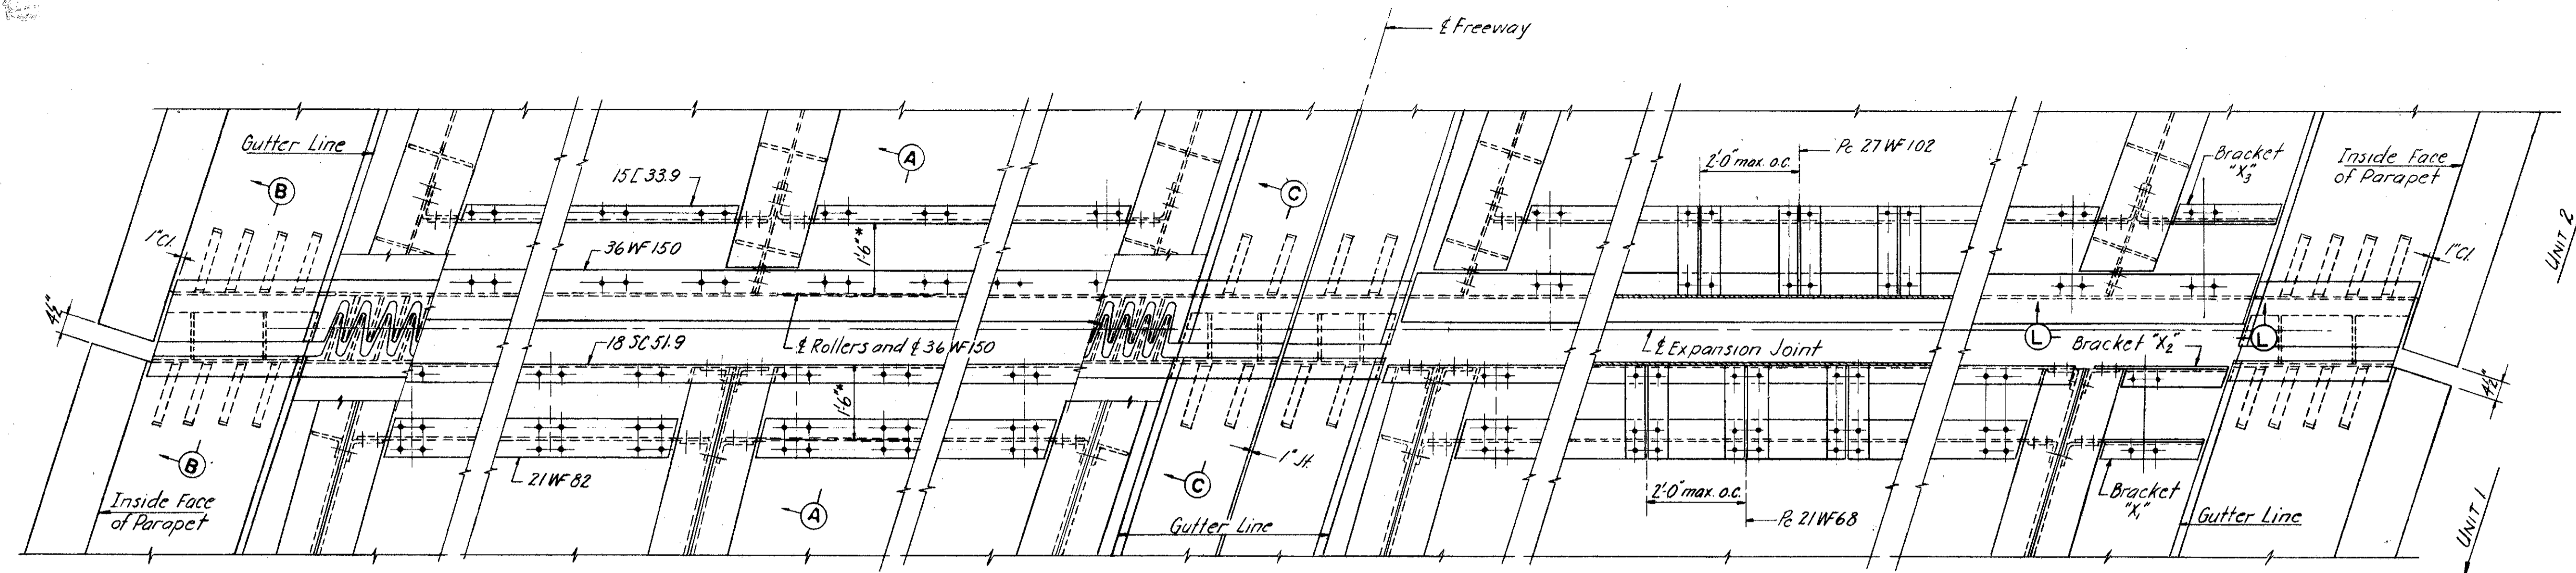 ℄ Freeway
Gutter Line
B
15[33.9
A
36 WF 150
1'-6"*
C
2'-0" max. o.c.
Pc 27 WF 102
Bracket
"X₃"
Inside Face
of Parapet
UNIT 2
1" Cl.
1" Cl.
4½"
18 JC 51.9
℄ Rollers and ℄ 36 WF 150
℄ Expansion Joint
L
L
Bracket "X₂"
4½"
1'-6"*
B
21 WF 82
Inside Face
of Parapet
A
C
1" Jt.
Gutter Line
2'-0" max. o.c.
Pc 21 WF 68
Bracket
"X₁"
Gutter Line
UNIT 1